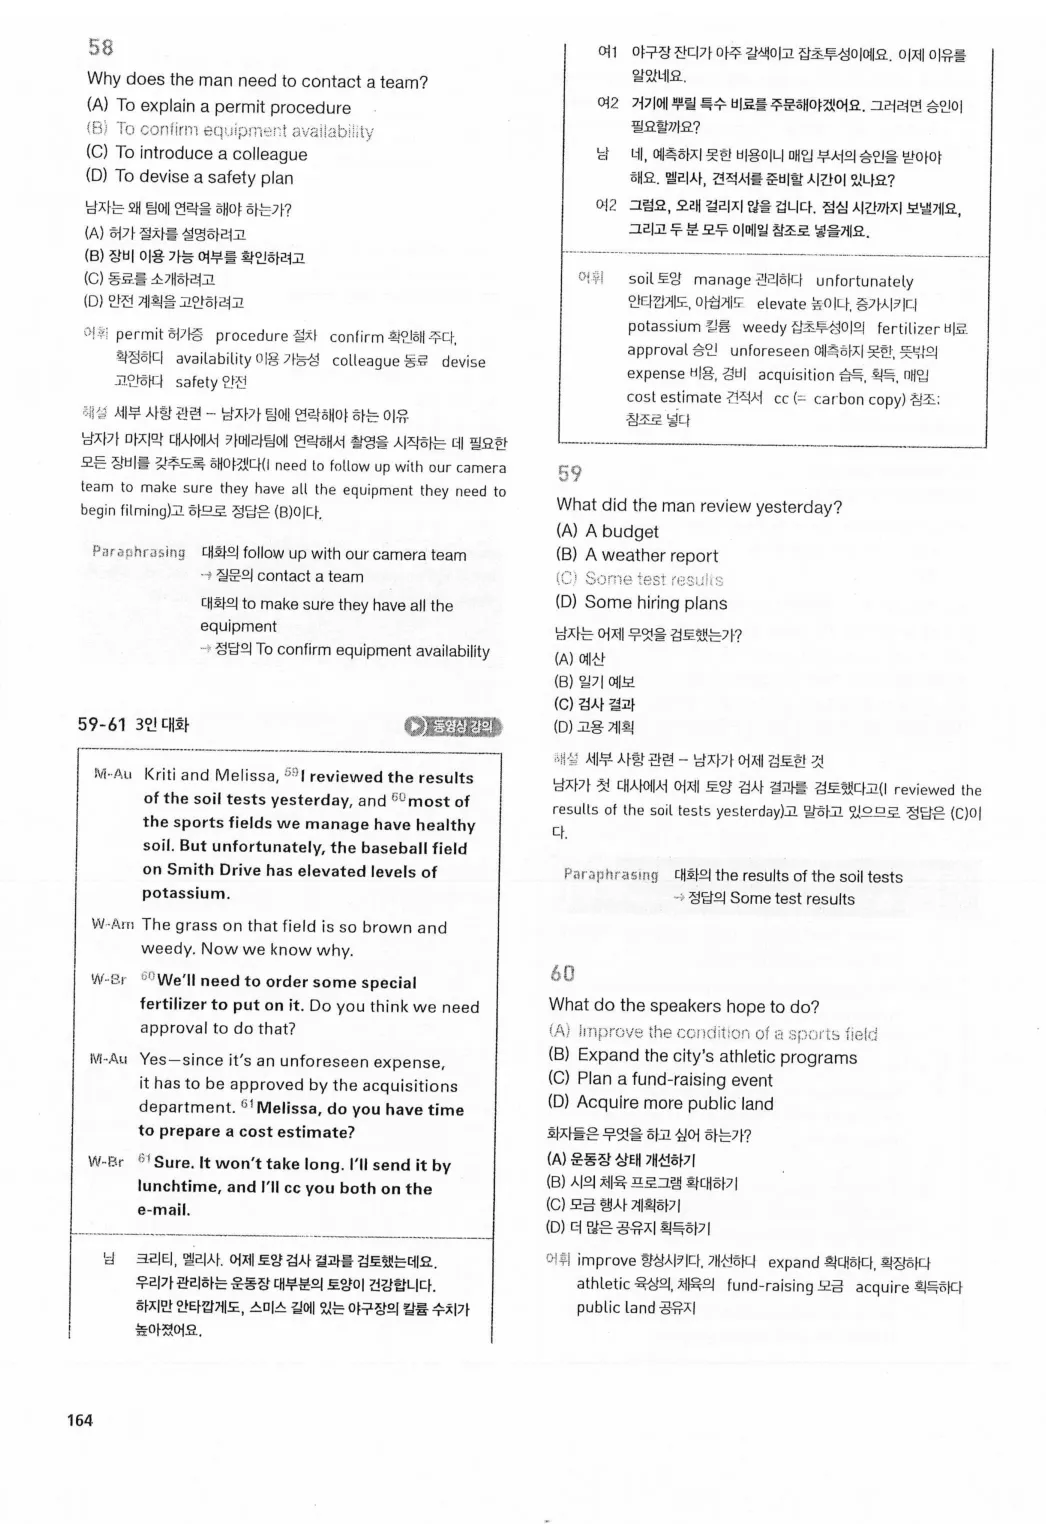 58
Why does the man need to contact a team?
(A) To explain a permit procedure
(B) To confirm equipment availability
(C) To introduce a colleague
(D) To devise a safety plan
남자는 왜 팀에 연락을 해야 하는가?
(A) 허가 절차를 설명하려고
(B) 장비 이용 가능 여부를 확인하려고
(C) 동료를 소개하려고
(D) 안전 계획을 고안하려고
어휘 permit 허가증 procedure 절차 confirm 확인해 주다,
확정하다 availability 이용 가능성 colleague 동료 devise
고안하다 safety 안전
해설 세부 사항 관련 – 남자가 팀에 연락해야 하는 이유
남자가 마지막 대사에서 카메라팀에 연락해서 촬영을 시작하는 데 필요한
모든 장비를 갖추도록 해야겠다(I need to follow up with our camera
team to make sure they have all the equipment they need to
begin filming)고 하므로 정답은 (B)이다.
Paraphrasing 대화의 follow up with our camera team
→ 질문의 contact a team
대화의 to make sure they have all the
equipment
→ 정답의 To confirm equipment availability
59-61 3인 대화 동영상 강의
M-Au Kriti and Melissa, 59 I reviewed the results
of the soil tests yesterday, and 60 most of
the sports fields we manage have healthy
soil. But unfortunately, the baseball field
on Smith Drive has elevated levels of
potassium.
W-Am The grass on that field is so brown and
weedy. Now we know why.
W-Br 60 We'll need to order some special
fertilizer to put on it. Do you think we need
approval to do that?
M-Au Yes—since it's an unforeseen expense,
it has to be approved by the acquisitions
department. 61 Melissa, do you have time
to prepare a cost estimate?
W-Br 61 Sure. It won't take long. I'll send it by
lunchtime, and I'll cc you both on the
e-mail.
남 크리티, 멜리사. 어제 토양 검사 결과를 검토했는데요.
우리가 관리하는 운동장 대부분의 토양이 건강합니다.
하지만 안타깝게도, 스미스 길에 있는 야구장의 칼륨 수치가
높아졌어요.
여1 야구장 잔디가 아주 갈색이고 잡초투성이예요. 이제 이유를
알았네요.
여2 거기에 뿌릴 특수 비료를 주문해야겠어요. 그러려면 승인이
필요할까요?
남 네, 예측하지 못한 비용이니 매입 부서의 승인을 받아야
해요. 멜리사, 견적서를 준비할 시간이 있나요?
여2 그럼요, 오래 걸리지 않을 겁니다. 점심 시간까지 보낼게요,
그리고 두 분 모두 이메일 참조로 넣을게요.
어휘 soil 토양 manage 관리하다 unfortunately
안타깝게도, 아쉽게도 elevate 높이다, 증가시키다
potassium 칼륨 weedy 잡초투성이의 fertilizer 비료
approval 승인 unforeseen 예측하지 못한, 뜻밖의
expense 비용, 경비 acquisition 습득, 획득, 매입
cost estimate 견적서 cc (= carbon copy) 참조;
참조로 넣다
59
What did the man review yesterday?
(A) A budget
(B) A weather report
(C) Some test results
(D) Some hiring plans
남자는 어제 무엇을 검토했는가?
(A) 예산
(B) 일기 예보
(C) 검사 결과
(D) 고용 계획
해설 세부 사항 관련 – 남자가 어제 검토한 것
남자가 첫 대사에서 어제 토양 검사 결과를 검토했다고(I reviewed the
results of the soil tests yesterday)고 말하고 있으므로 정답은 (C)이
다.
Paraphrasing 대화의 the results of the soil tests
→ 정답의 Some test results
60
What do the speakers hope to do?
(A) Improve the condition of a sports field
(B) Expand the city's athletic programs
(C) Plan a fund-raising event
(D) Acquire more public land
화자들은 무엇을 하고 싶어 하는가?
(A) 운동장 상태 개선하기
(B) 시의 체육 프로그램 확대하기
(C) 모금 행사 계획하기
(D) 더 많은 공유지 획득하기
어휘 improve 향상시키다, 개선하다 expand 확대하다, 확장하다
athletic 육상의, 체육의 fund-raising 모금 acquire 획득하다
public land 공유지
164